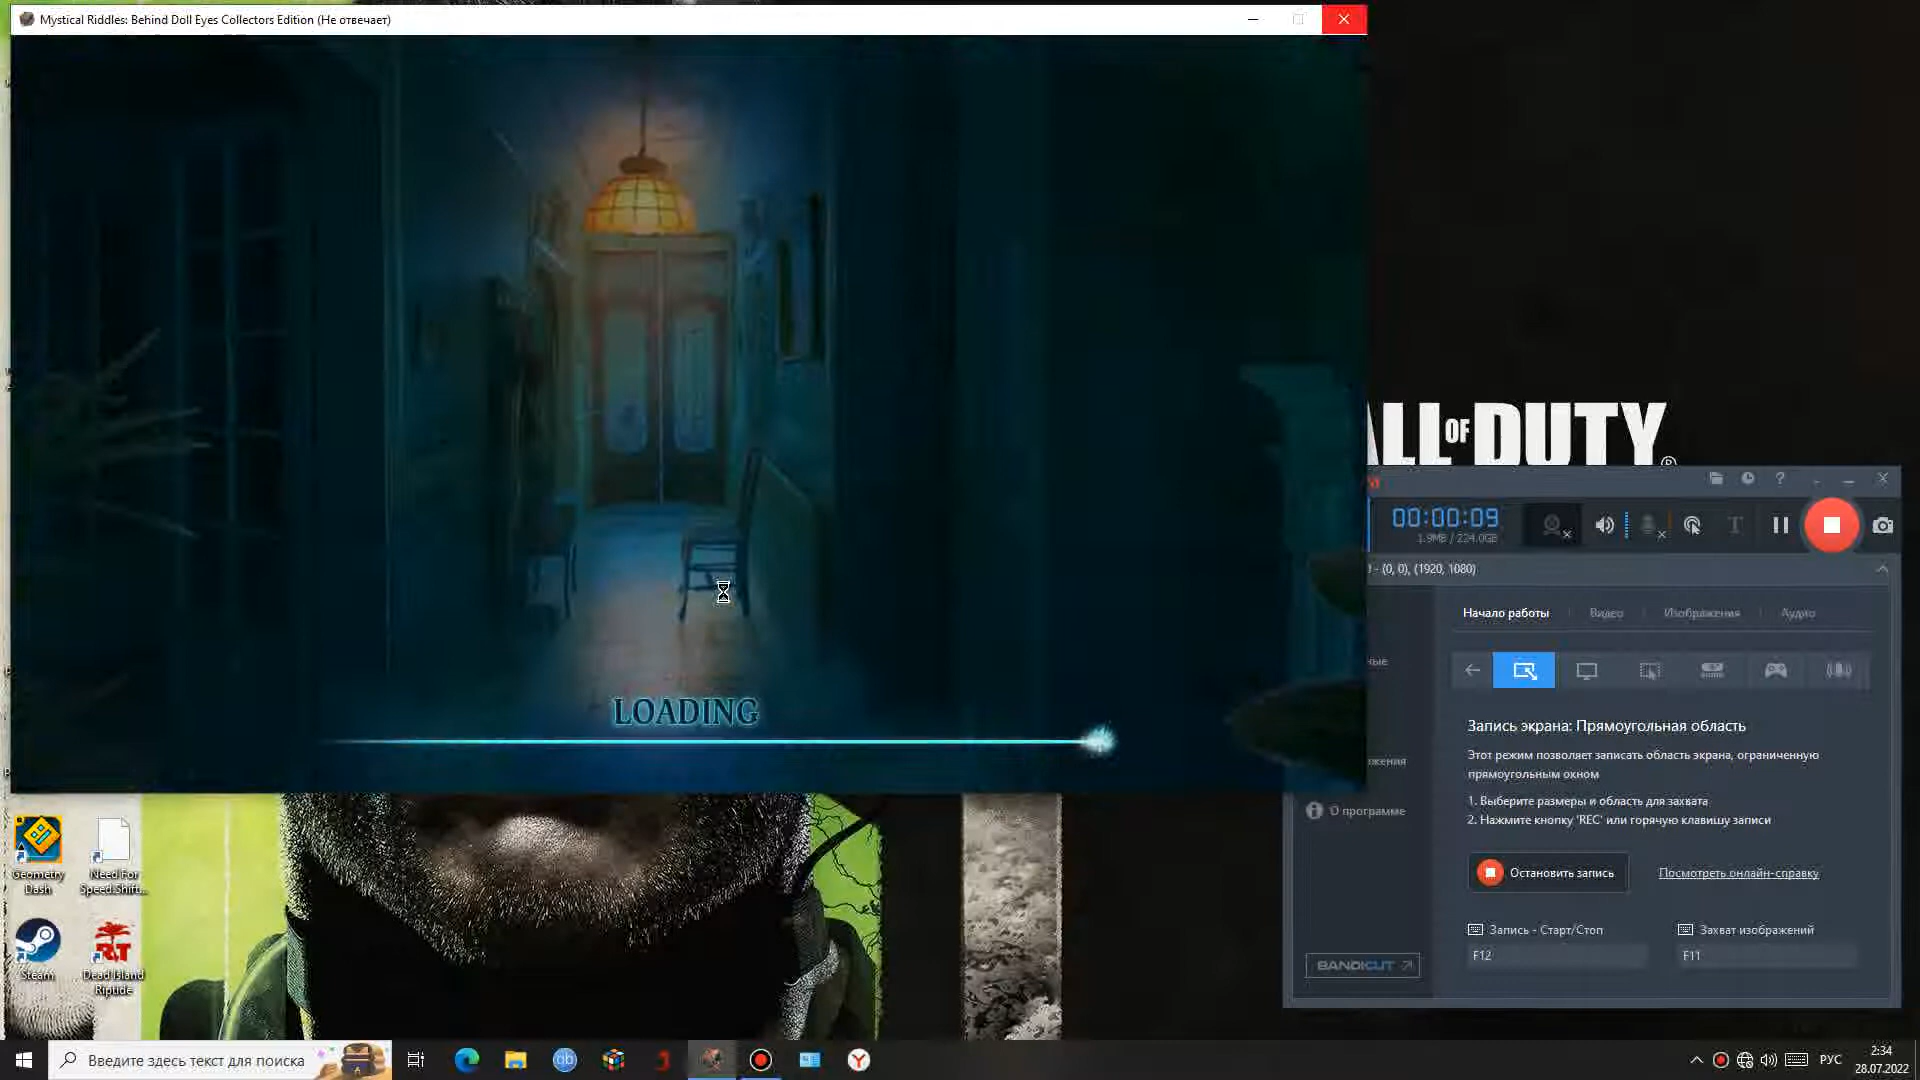 Mystical Riddles: Behind Doll Eyes Collectors Edition (Не отвечает)
ALL OF DUTY®
00:00:09
1.9MB / 224.0GB
- (0, 0), (1920, 1080)
Начало работы
Видео
Изображения
Аудио
ные
Запись экрана: Прямоугольная область
Этот режим позволяет записать область экрана, ограниченную
прямоугольным окном
жения
1. Выберите размеры и область для захвата
2. Нажмите кнопку 'REC' или горячую клавишу записи
О программе
Остановить запись
Посмотреть онлайн-справку
Запись - Старт/Стоп
Захват изображений
F12
F11
BANDICUT
LOADING
Geometry
Dash
Need For
Speed.Shift...
Steam
Dead Island
Riptide
Введите здесь текст для поиска
РУС
2:34
28.07.2022